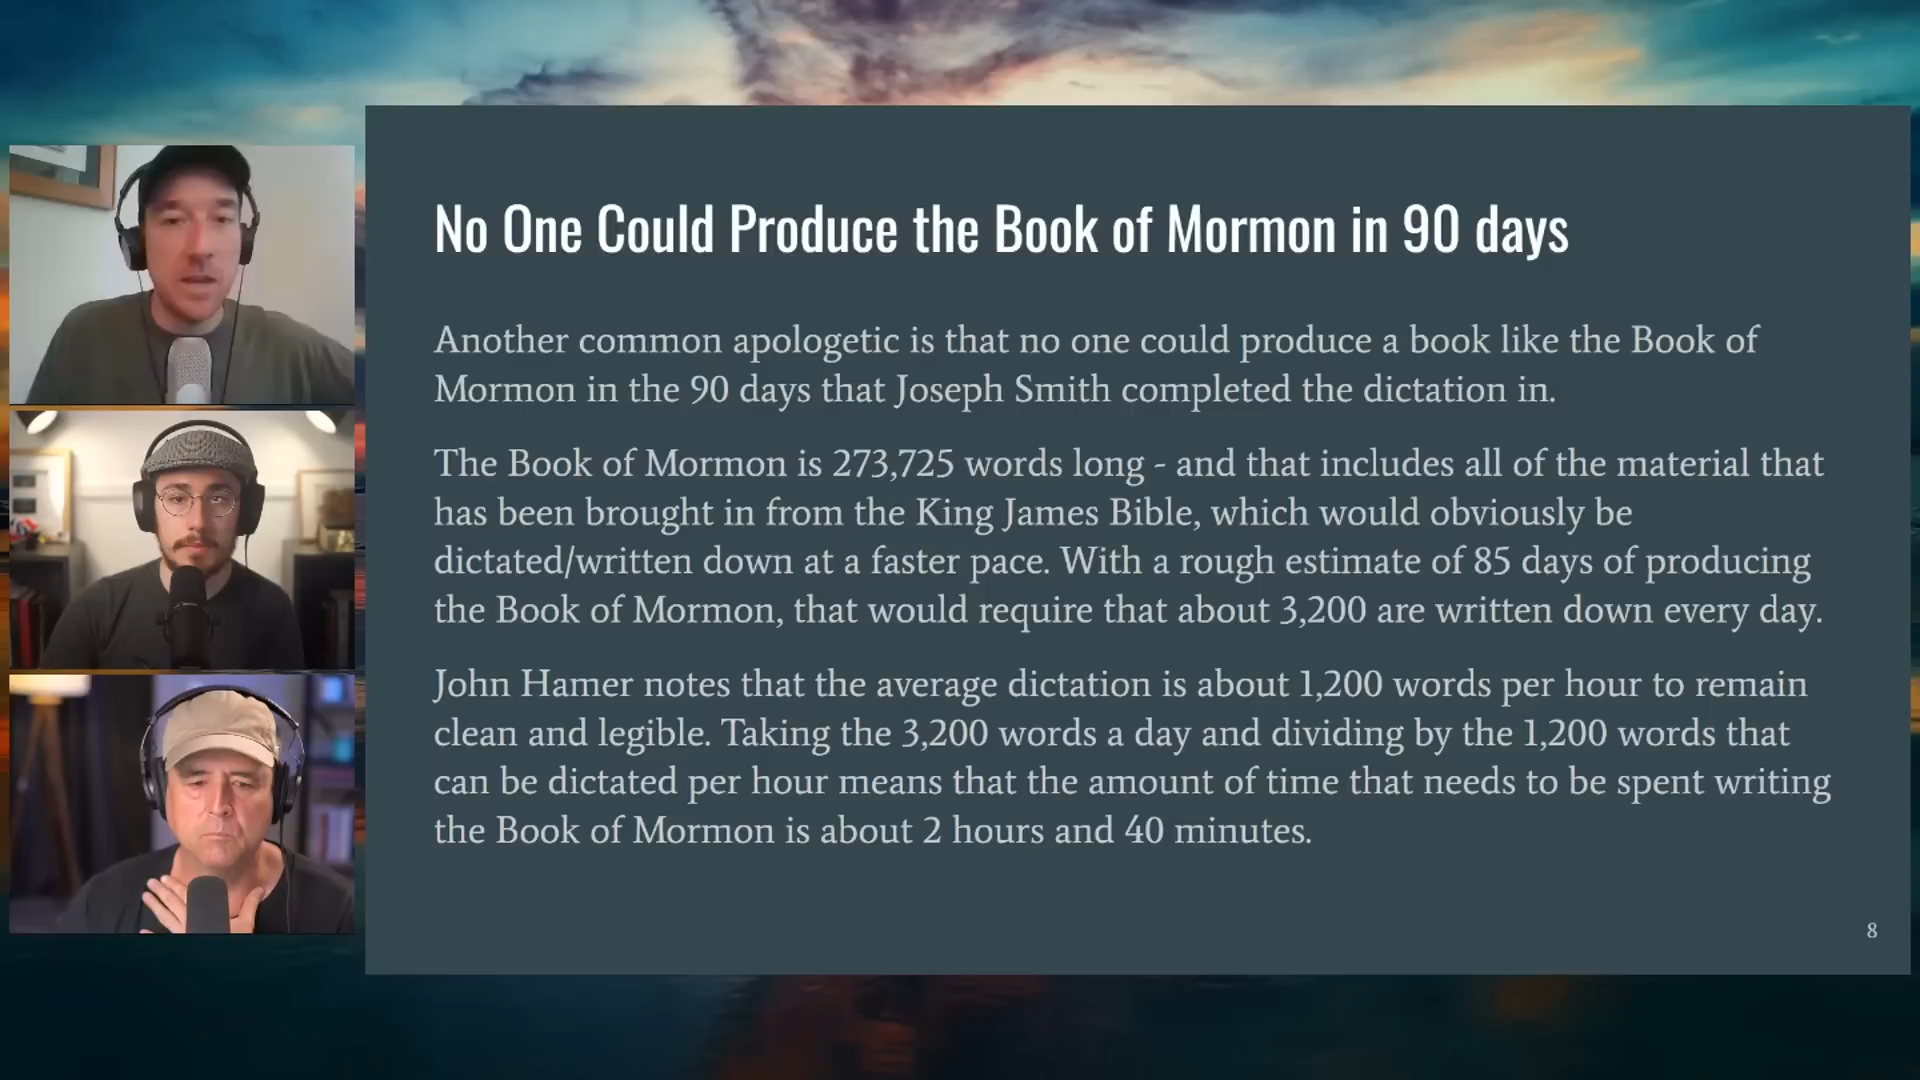 No One Could Produce the Book of Mormon in 90 days
Another common apologetic is that no one could produce a book like the Book of
Mormon in the 90 days that Joseph Smith completed the dictation in.
The Book of Mormon is 273,725 words long - and that includes all of the material that
has been brought in from the King James Bible, which would obviously be
dictated/written down at a faster pace. With a rough estimate of 85 days of producing
the Book of Mormon, that would require that about 3,200 are written down every day.
John Hamer notes that the average dictation is about 1,200 words per hour to remain
clean and legible. Taking the 3,200 words a day and dividing by the 1,200 words that
can be dictated per hour means that the amount of time that needs to be spent writing
the Book of Mormon is about 2 hours and 40 minutes.
8